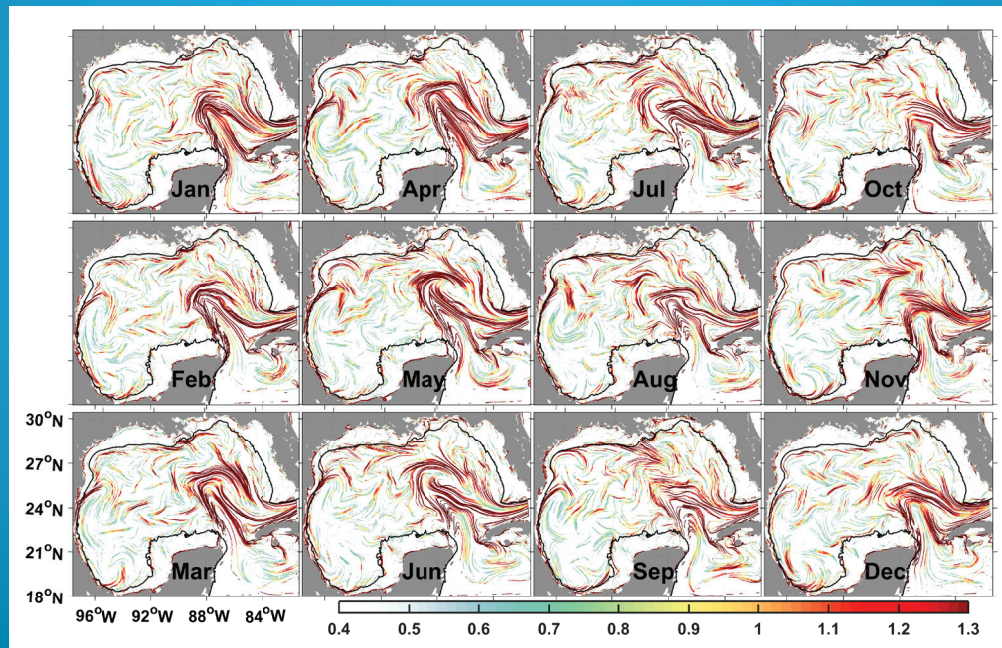 Jan Apr Jul Oct
Feb May Aug Nov
30°N
27°N
24°N
21°N
18°N
Mar Jun Sep Dec
96°W 92°W 88°W 84°W
0.4 0.5 0.6 0.7 0.8 0.9 1 1.1 1.2 1.3